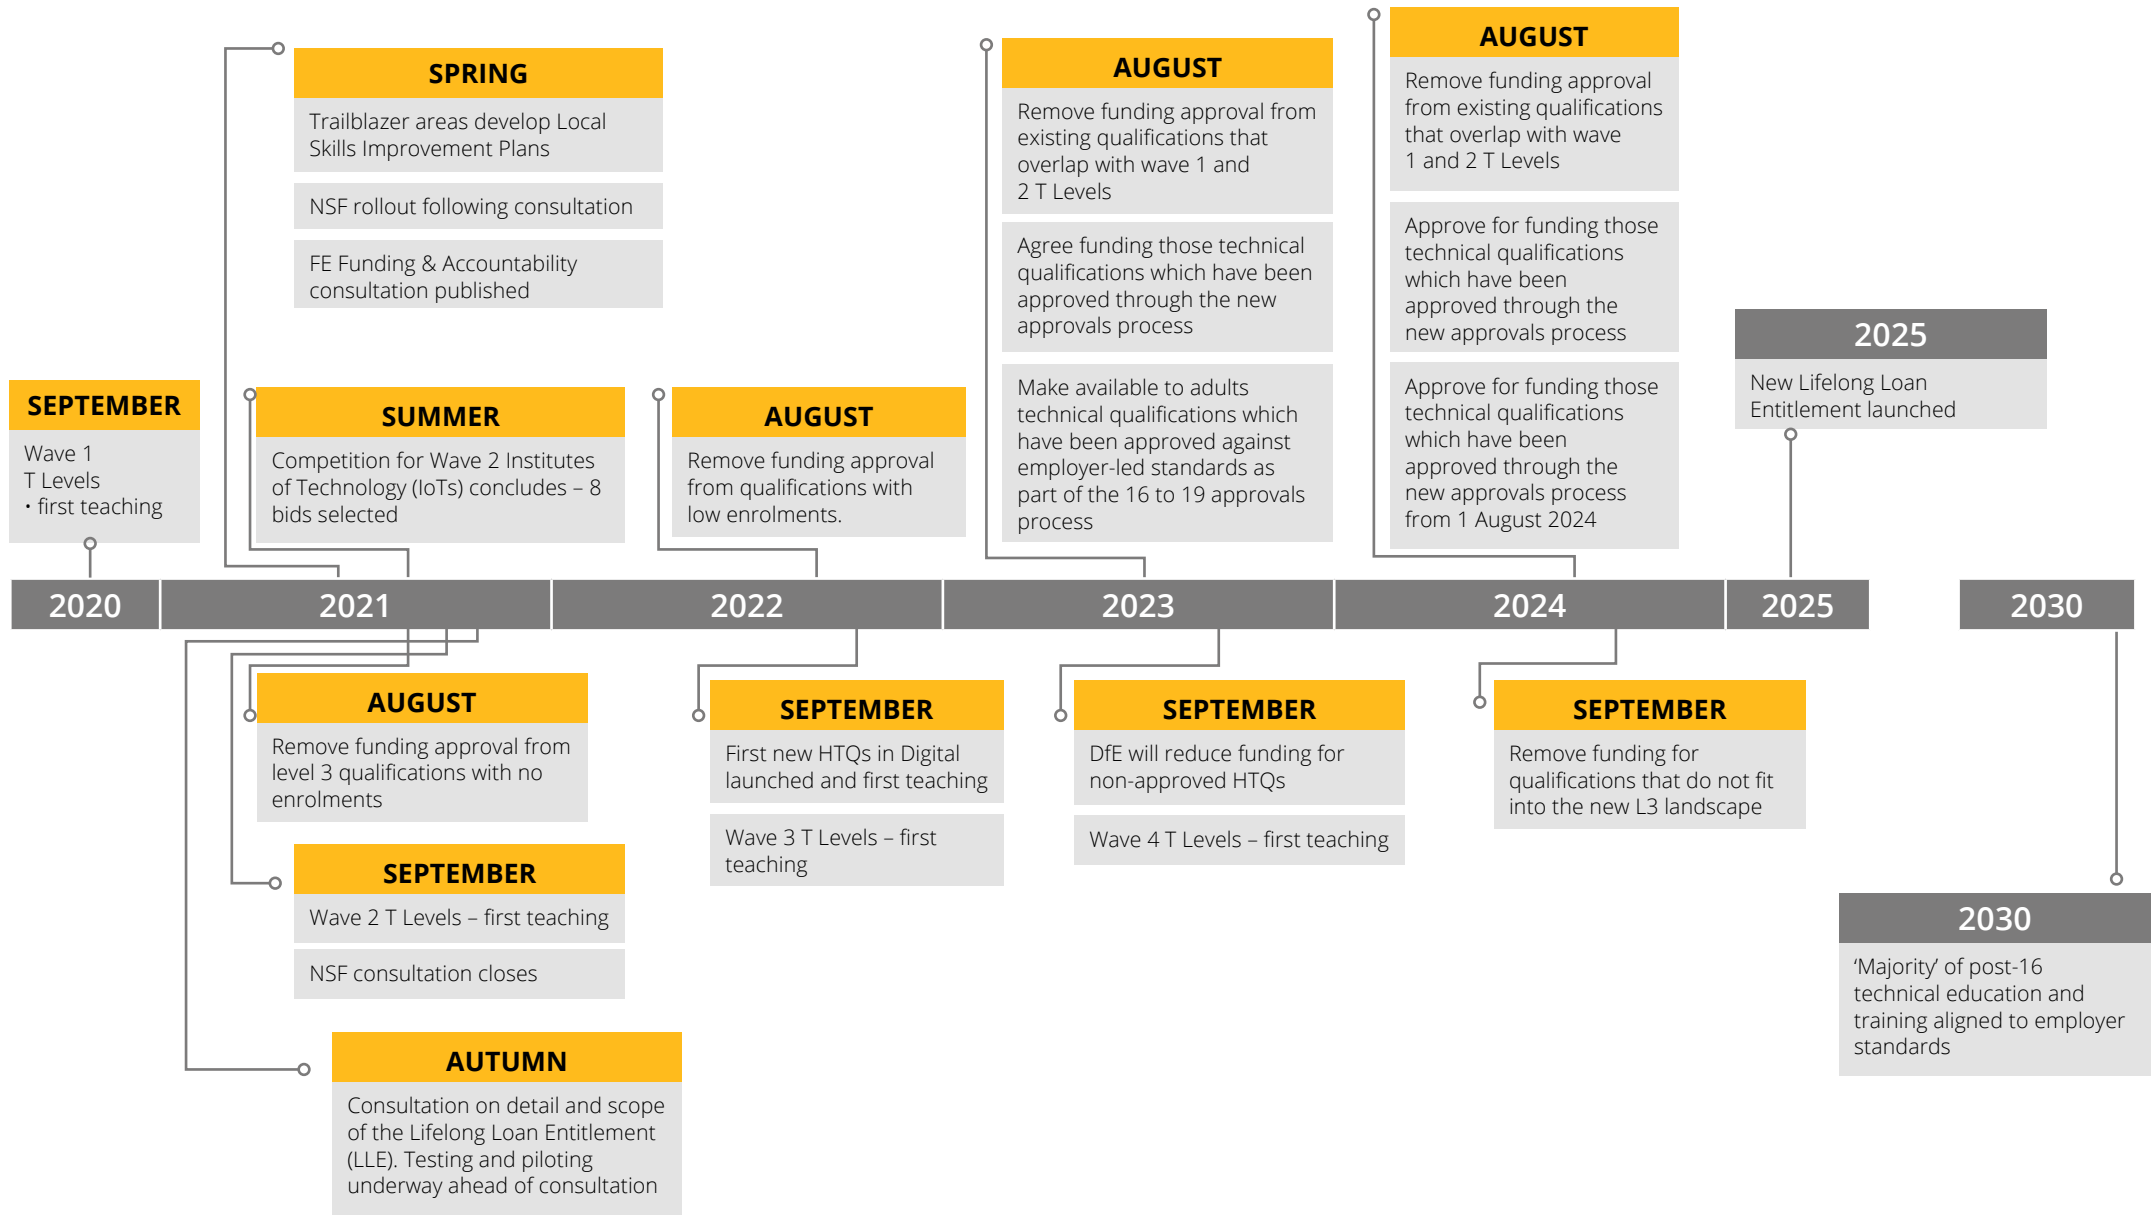 SEPTEMBER
Wave 1
T Levels
• first teaching
SPRING
Trailblazer areas develop Local
Skills Improvement Plans
NSF rollout following consultation
FE Funding & Accountability
consultation published
SUMMER
Competition for Wave 2 Institutes
of Technology (IoTs) concludes – 8
bids selected
AUGUST
Remove funding approval
from qualifications with
low enrolments.
AUGUST
Remove funding approval from
existing qualifications that
overlap with wave 1 and
2 T Levels
Agree funding those technical
qualifications which have been
approved through the new
approvals process
Make available to adults
technical qualifications which
have been approved against
employer-led standards as
part of the 16 to 19 approvals
process
AUGUST
Remove funding approval
from existing qualifications
that overlap with wave
1 and 2 T Levels
Approve for funding those
technical qualifications
which have been
approved through the
new approvals process
Approve for funding those
technical qualifications
which have been
approved through the
new approvals process
from 1 August 2024
2025
New Lifelong Loan
Entitlement launched
2020
2021
2022
2023
2024
2025
2030
AUGUST
Remove funding approval from
level 3 qualifications with no
enrolments
SEPTEMBER
Wave 2 T Levels – first teaching
NSF consultation closes
AUTUMN
Consultation on detail and scope
of the Lifelong Loan Entitlement
(LLE). Testing and piloting
underway ahead of consultation
SEPTEMBER
First new HTQs in Digital
launched and first teaching
Wave 3 T Levels – first
teaching
SEPTEMBER
DfE will reduce funding for
non-approved HTQs
Wave 4 T Levels – first teaching
SEPTEMBER
Remove funding for
qualifications that do not fit
into the new L3 landscape
2030
‘Majority’ of post-16
technical education and
training aligned to employer
standards